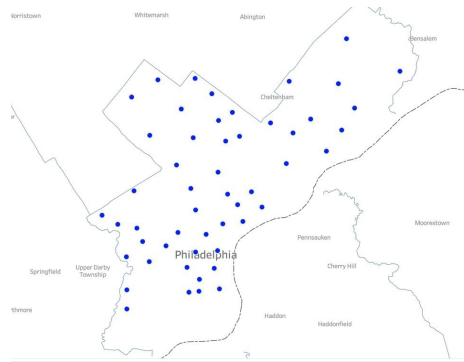 Whitemarsh
Abington
Bensalem
Cheltenham
Moorestown
Pennsauken
Philadelphia
Cherry Hill
Springfield
Upper Darby
Township
Haddon
Haddonfield